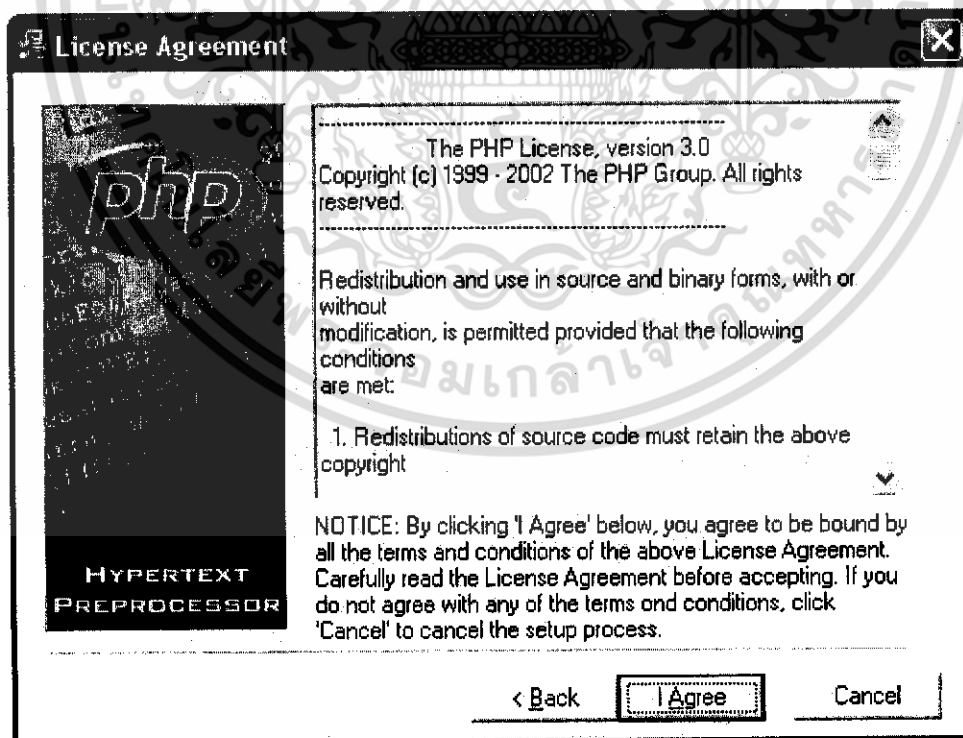 License Agreement
php
HYPERTEXT
PREPROCESSOR
The PHP License, version 3.0
Copyright (c) 1999 - 2002 The PHP Group. All rights
reserved.
Redistribution and use in source and binary forms, with or
without
modification, is permitted provided that the following
conditions
are met:
1. Redistributions of source code must retain the above
copyright
NOTICE: By clicking 'I Agree' below, you agree to be bound by
all the terms and conditions of the above License Agreement.
Carefully read the License Agreement before accepting. If you
do not agree with any of the terms ond conditions, click
'Cancel' to cancel the setup process.
< Back
I Agree
Cancel